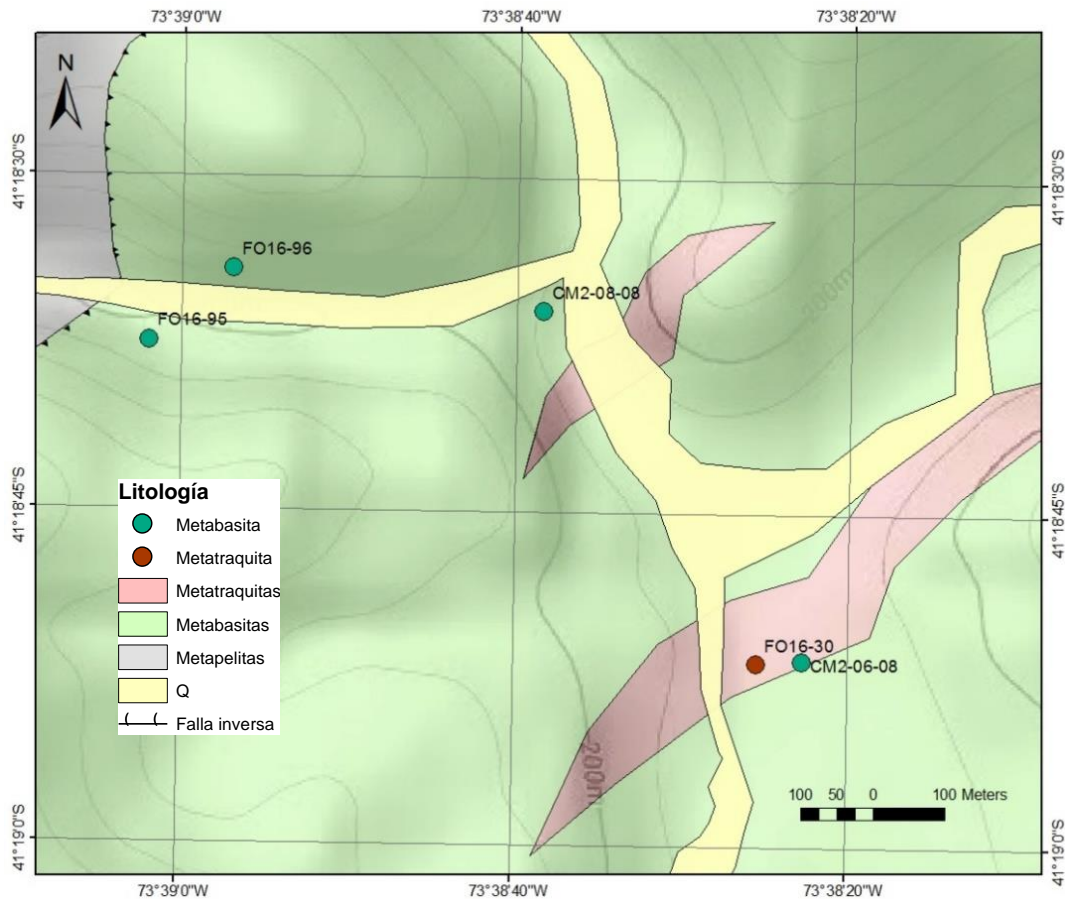 73°39'0"W
73°38'40"W
73°38'20"W
N
41°18'30"S
41°18'30"S
FO16-96
CM2-08-08
200m
FO16-95
41°18'45"S
41°18'45"S
Litología
Metabasita
Metatraquita
Metatraquitas
Metabasitas
Metapelitas
Q
Falla inversa
FO16-30
CM2-06-08
200m
100 50 0 100 Meters
41°19'0"S
41°19'0"S
73°39'0"W
73°38'40"W
73°38'20"W